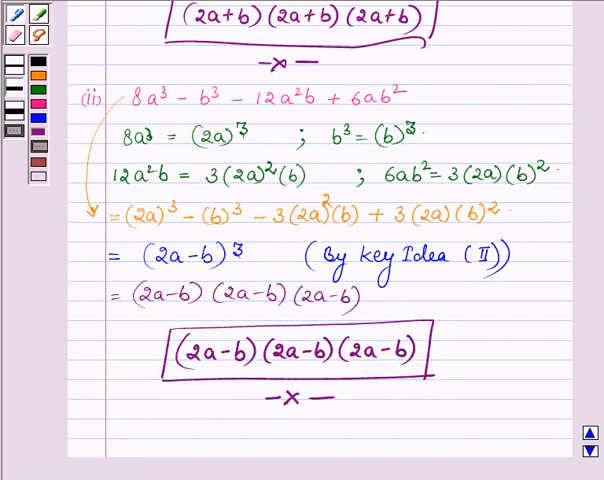 (2a+b) (2a+b) (2a+b)
—x—
(ii) 8a³ - b³ - 12a²b + 6ab²
8a³ = (2a)³ ; b³ = (b)³.
12a²b = 3(2a)²(b) ; 6ab² = 3(2a)(b)².
= (2a)³ - (b)³ - 3(2a)²(b) + 3(2a)(b)².
= (2a-b)³ (By key Idea (II))
= (2a-b) (2a-b) (2a-b)
(2a-b) (2a-b) (2a-b)
—x—